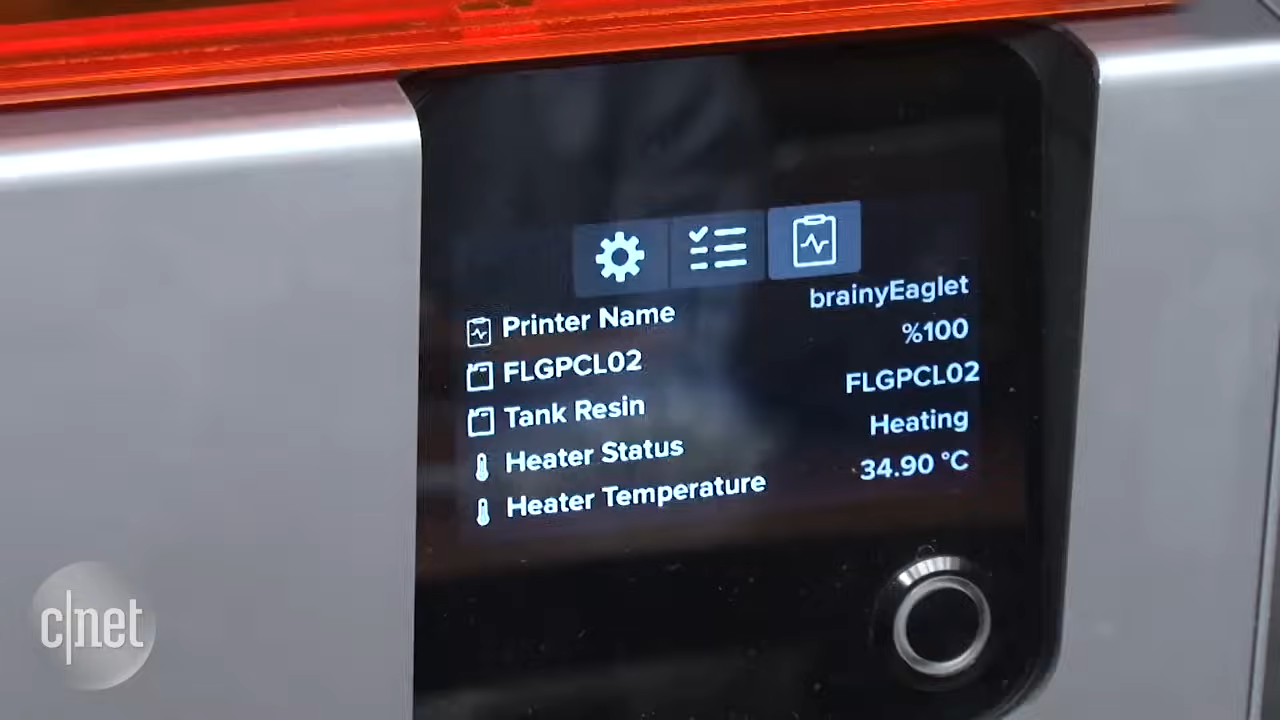 Printer Name brainyEaglet
FLGPCL02 %100
Tank Resin FLGPCL02
Heater Status Heating
Heater Temperature 34.90 °C
c|net